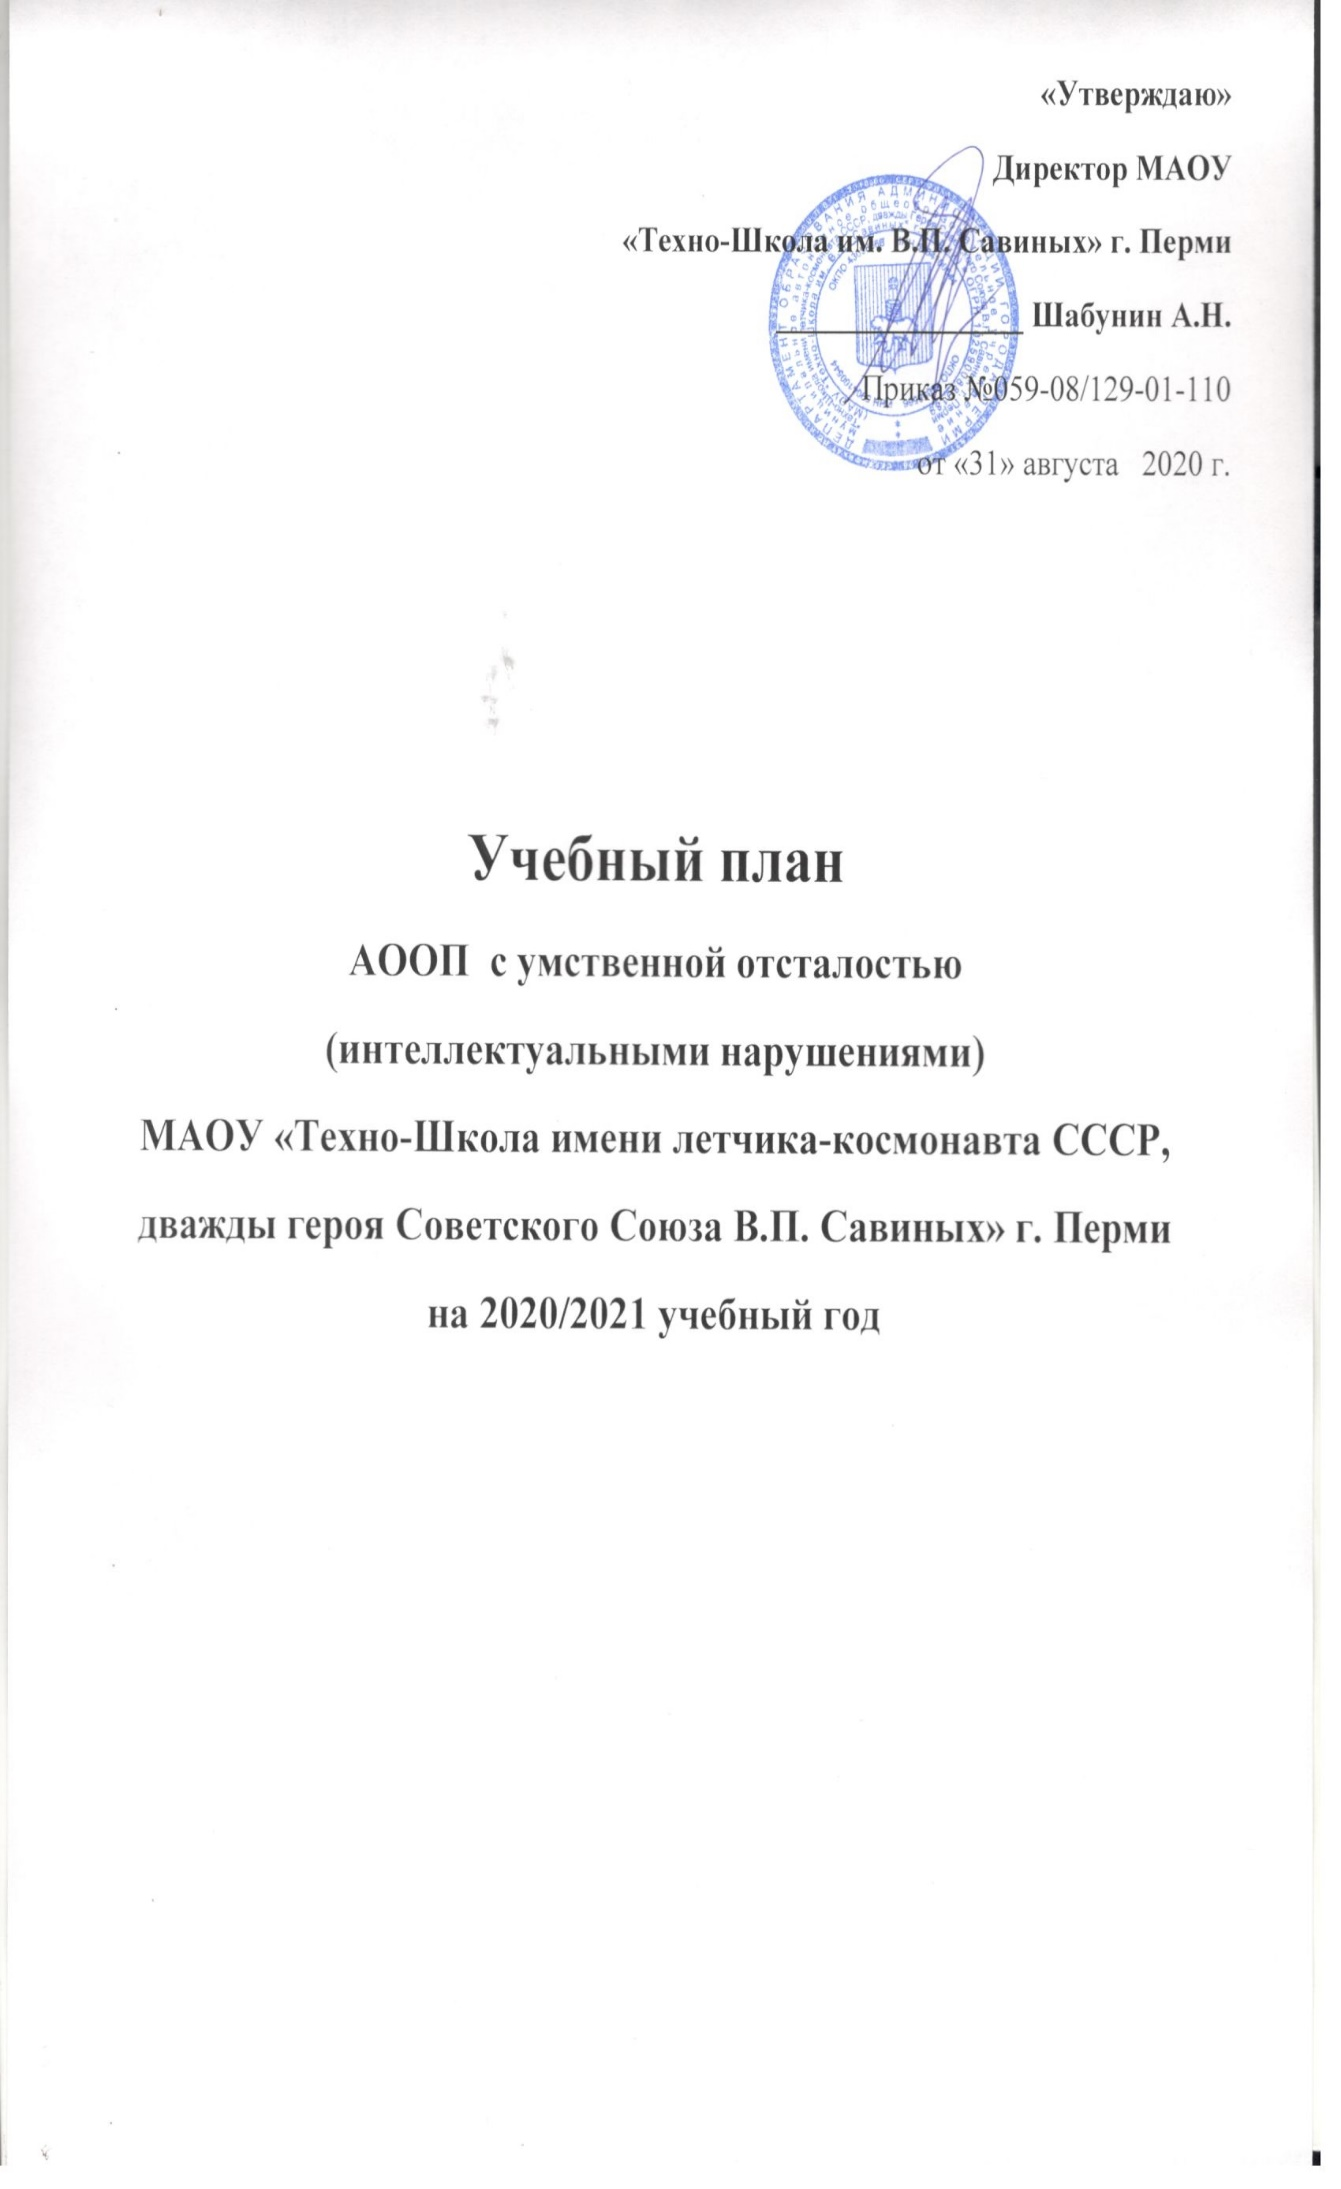 «Утверждаю»
Директор МАОУ
«Техно-Школа им. В.П. Савиных» г. Перми
Шабунин А.Н.
Приказ №059-08/129-01-110
от «31» августа 2020 г.
Учебный план
АООП с умственной отсталостью
(интеллектуальными нарушениями)
МАОУ «Техно-Школа имени летчика-космонавта СССР,
дважды героя Советского Союза В.П. Савиных» г. Перми
на 2020/2021 учебный год